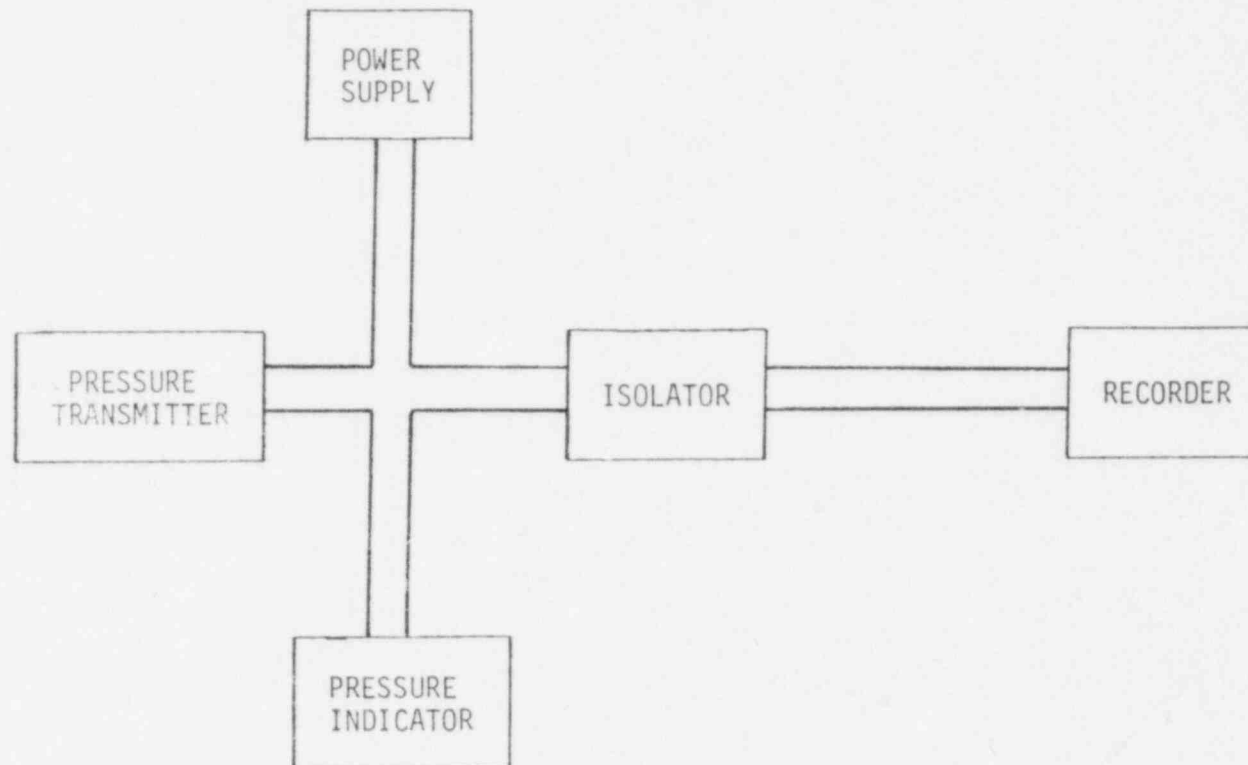 POWER
SUPPLY
PRESSURE
TRANSMITTER
ISOLATOR
RECORDER
PRESSURE
INDICATOR